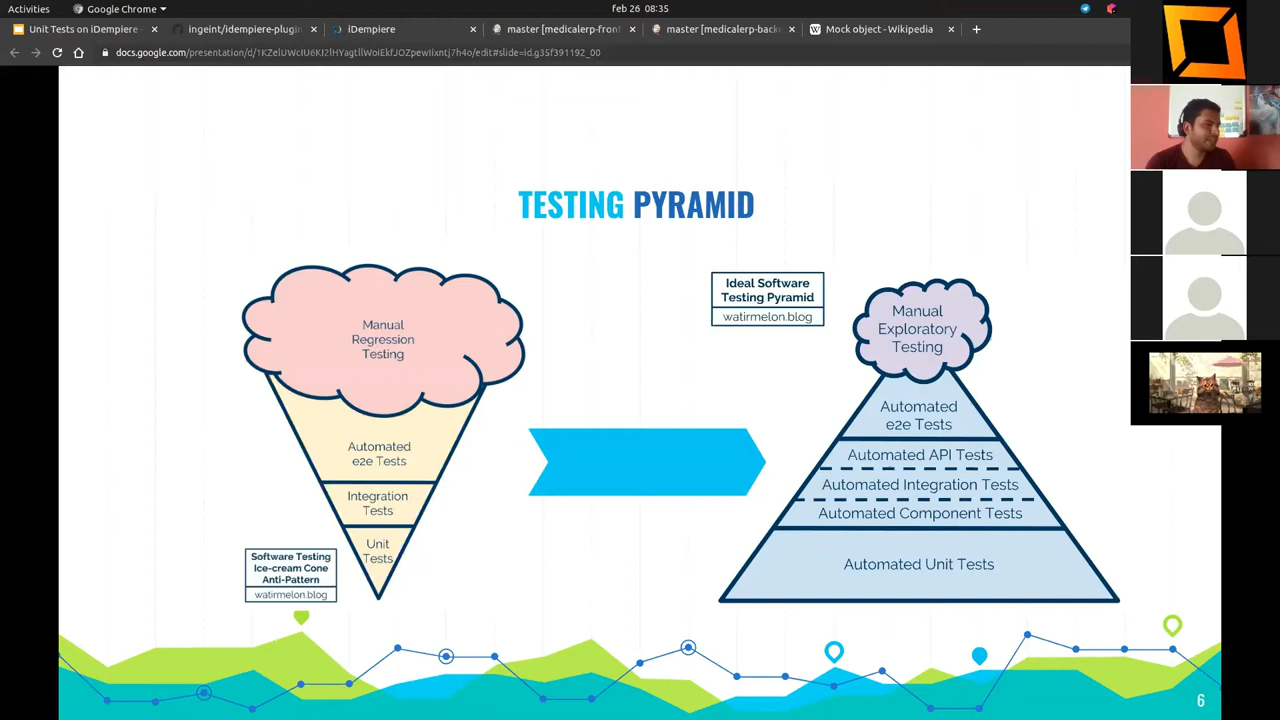 Activities
Google Chrome
feb 26 08:35
Unit Tests on iDempiere -
ingeint/idempiere-plugin
iDempiere
master [medicalerp-front
master [medicalerp-back
Mock object - Wikipedia
TESTING PYRAMID
Manual
Regression
Testing
Automated
e2e Tests
Integration
Tests
Unit
Tests
Software Testing
Ice-cream Cone
Anti-Pattern
watirmelon.blog
Ideal Software
Testing Pyramid
watirmelon.blog
Manual
Exploratory
Testing
Automated
e2e Tests
Automated API Tests
Automated Integration Tests
Automated Component Tests
Automated Unit Tests
6